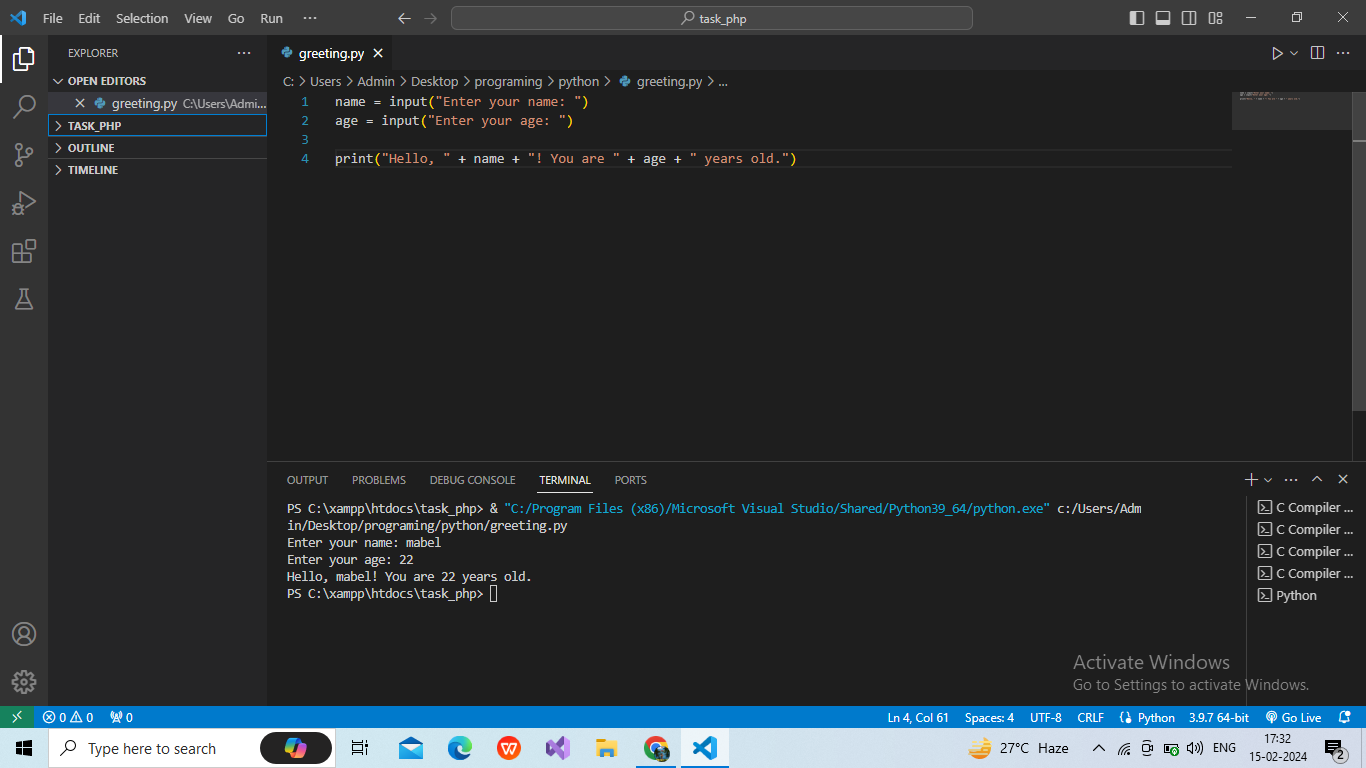 File Edit Selection View Go Run ··· task_php
EXPLORER ···
OPEN EDITORS
greeting.py C:\Users\Admi...
TASK_PHP
OUTLINE
TIMELINE
greeting.py
C: > Users > Admin > Desktop > programing > python > greeting.py > ...
1 name = input("Enter your name: ")
2 age = input("Enter your age: ")
3
4 print("Hello, " + name + "! You are " + age + " years old.")
OUTPUT PROBLEMS DEBUG CONSOLE TERMINAL PORTS
PS C:\xampp\htdocs\task_php> & "C:/Program Files (x86)/Microsoft Visual Studio/Shared/Python39_64/python.exe" c:/Users/Adm
in/Desktop/programing/python/greeting.py
Enter your name: mabel
Enter your age: 22
Hello, mabel! You are 22 years old.
PS C:\xampp\htdocs\task_php>
C Compiler ...
C Compiler ...
C Compiler ...
C Compiler ...
Python
Activate Windows
Go to Settings to activate Windows.
0 0 0 Ln 4, Col 61 Spaces: 4 UTF-8 CRLF Python 3.9.7 64-bit Go Live
Type here to search 27°C Haze ENG 17:32
15-02-2024 2